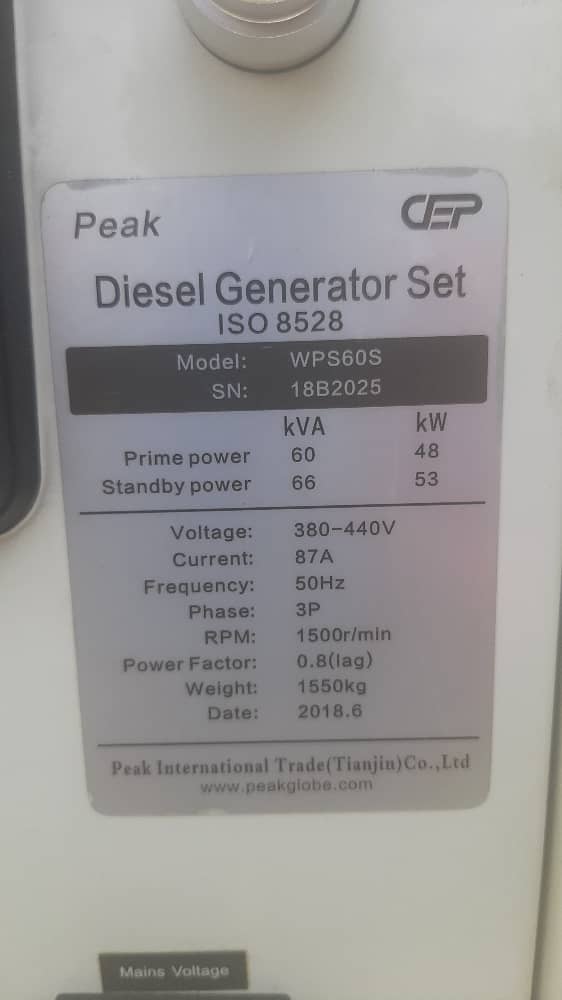 Peak
CEP
Diesel Generator Set
ISO 8528
Model: WPS60S
SN: 18B2025
kVA kW
Prime power 60 48
Standby power 66 53
Voltage: 380-440V
Current: 87A
Frequency: 50Hz
Phase: 3P
RPM: 1500r/min
Power Factor: 0.8(lag)
Weight: 1550kg
Date: 2018.6
Peak International Trade(Tianjin)Co.,Ltd
www.peakglobe.com
Mains Voltage